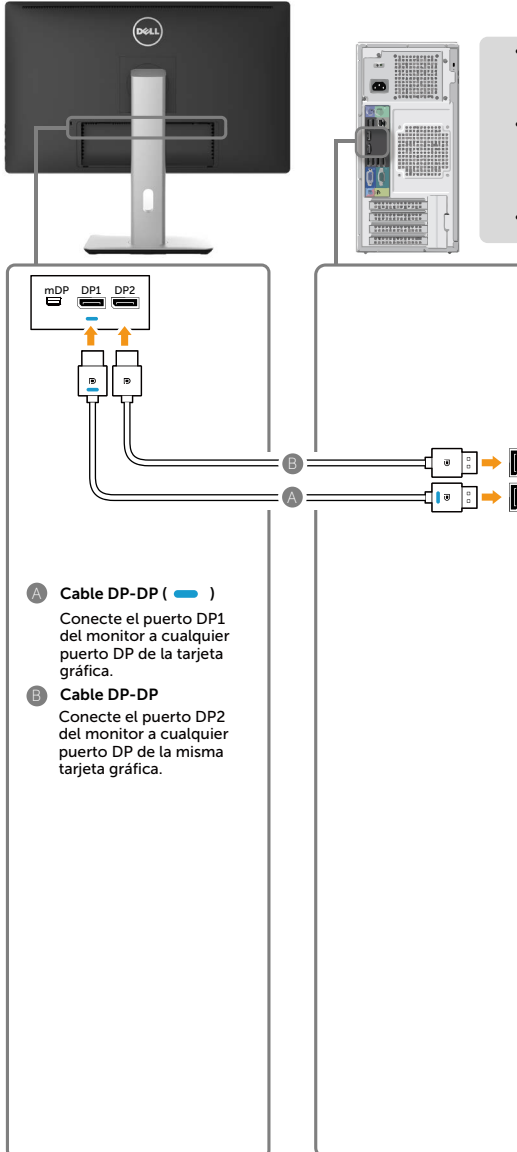 DELL
mDP DP1 DP2
B
A
A Cable DP-DP ( )
Conecte el puerto DP1
del monitor a cualquier
puerto DP de la tarjeta
gráfica.
B Cable DP-DP
Conecte el puerto DP2
del monitor a cualquier
puerto DP de la misma
tarjeta gráfica.